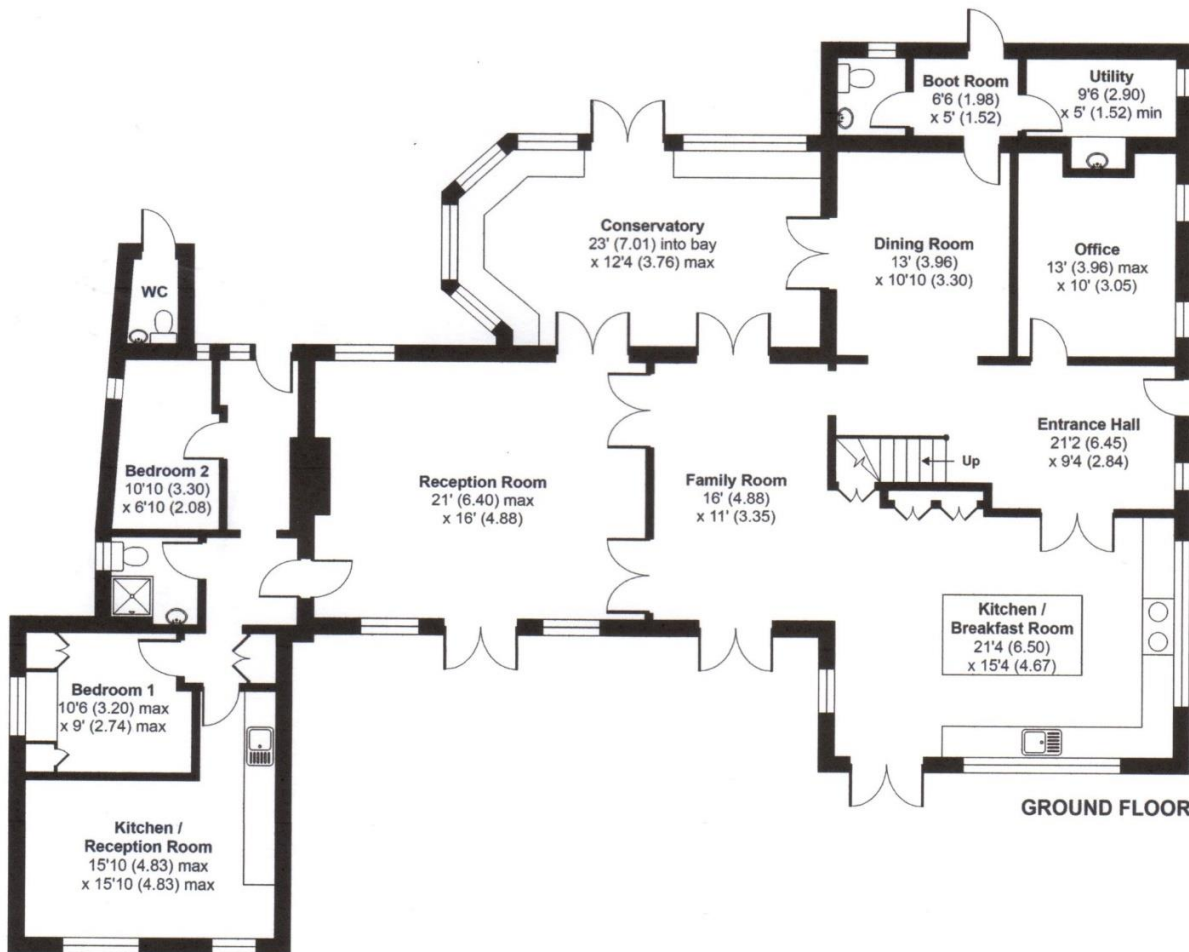 Boot Room
6'6 (1.98)
x 5' (1.52)
Utility
9'6 (2.90)
x 5' (1.52) min
Conservatory
23' (7.01) into bay
x 12'4 (3.76) max
Dining Room
13' (3.96)
x 10'10 (3.30)
Office
13' (3.96) max
x 10' (3.05)
WC
Entrance Hall
21'2 (6.45)
x 9'4 (2.84)
Up
Bedroom 2
10'10 (3.30)
x 6'10 (2.08)
Reception Room
21' (6.40) max
x 16' (4.88)
Family Room
16' (4.88)
x 11' (3.35)
Kitchen /
Breakfast Room
21'4 (6.50)
x 15'4 (4.67)
Bedroom 1
10'6 (3.20) max
x 9' (2.74) max
Kitchen /
Reception Room
15'10 (4.83) max
x 15'10 (4.83) max
GROUND FLOOR